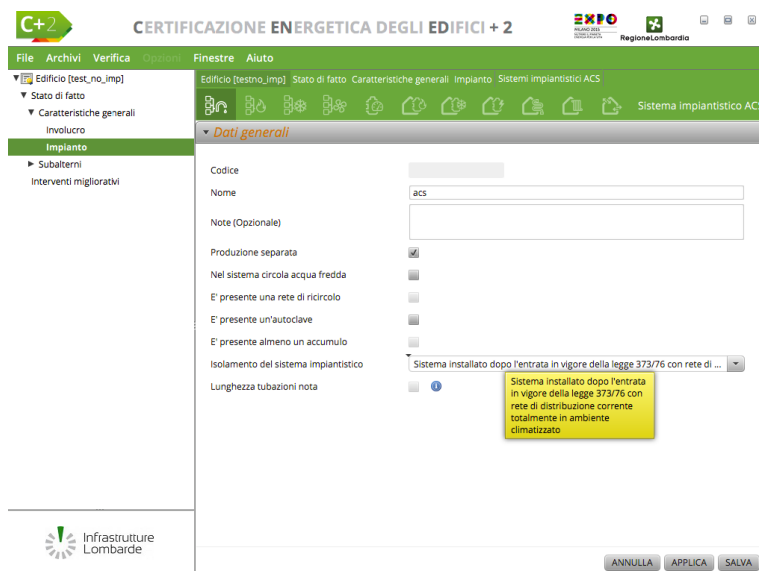 C+2
CERTIFICAZIONE ENERGETICA DEGLI EDIFICI + 2
EXPO
MILANO 2015
RegioneLombardia
File Archivi Verifica Opzioni Finestre Aiuto
Edificio [test_no_imp]
Stato di fatto
Caratteristiche generali
Involucro
Impianto
Subalterni
Interventi migliorativi
Edificio [testno_imp] Stato di fatto Caratteristiche generali Impianto Sistemi impiantistici ACS
Sistema impiantistico ACS
Dati generali
Codice
Nome
acs
Note (Opzionale)
Produzione separata
Nel sistema circola acqua fredda
E' presente una rete di ricircolo
E' presente un'autoclave
E' presente almeno un accumulo
Isolamento del sistema impiantistico
Sistema installato dopo l'entrata in vigore della legge 373/76 con rete di ...
Lunghezza tubazioni nota
Sistema installato dopo l'entrata
in vigore della legge 373/76 con
rete di distribuzione corrente
totalmente in ambiente
climatizzato
Infrastrutture
Lombarde
ANNULLA APPLICA SALVA